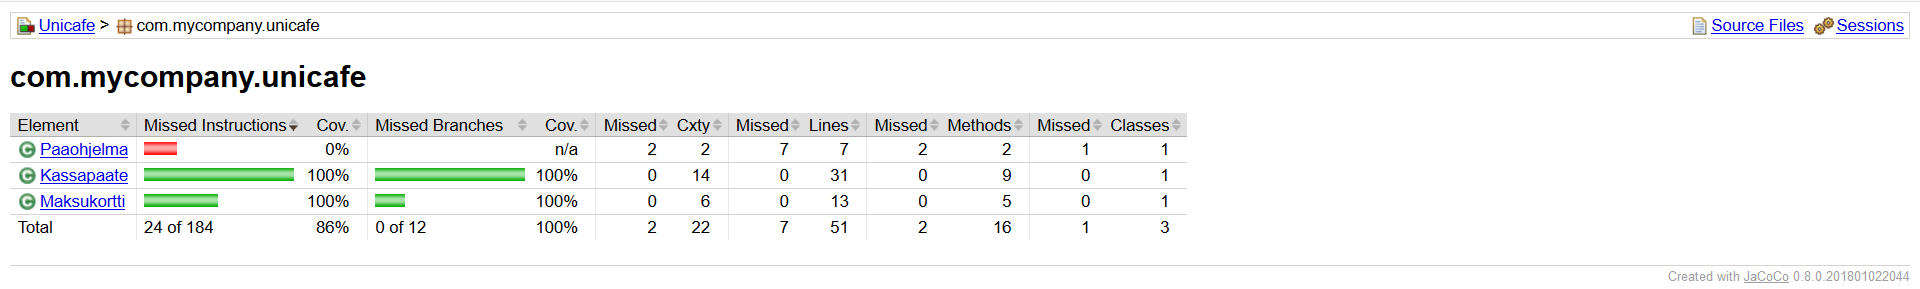 Unicafe > com.mycompany.unicafe Source Files Sessions
com.mycompany.unicafe
Element Missed Instructions Cov. Missed Branches Cov. Missed Cxty Missed Lines Missed Methods Missed Classes
Paaohjelma 0% n/a 2 2 7 7 2 2 1 1
Kassapaate 100% 100% 0 14 0 31 0 9 0 1
Maksukortti 100% 100% 0 6 0 13 0 5 0 1
Total 24 of 184 86% 0 of 12 100% 2 22 7 51 2 16 1 3
Created with JaCoCo 0.8.0.201801022044